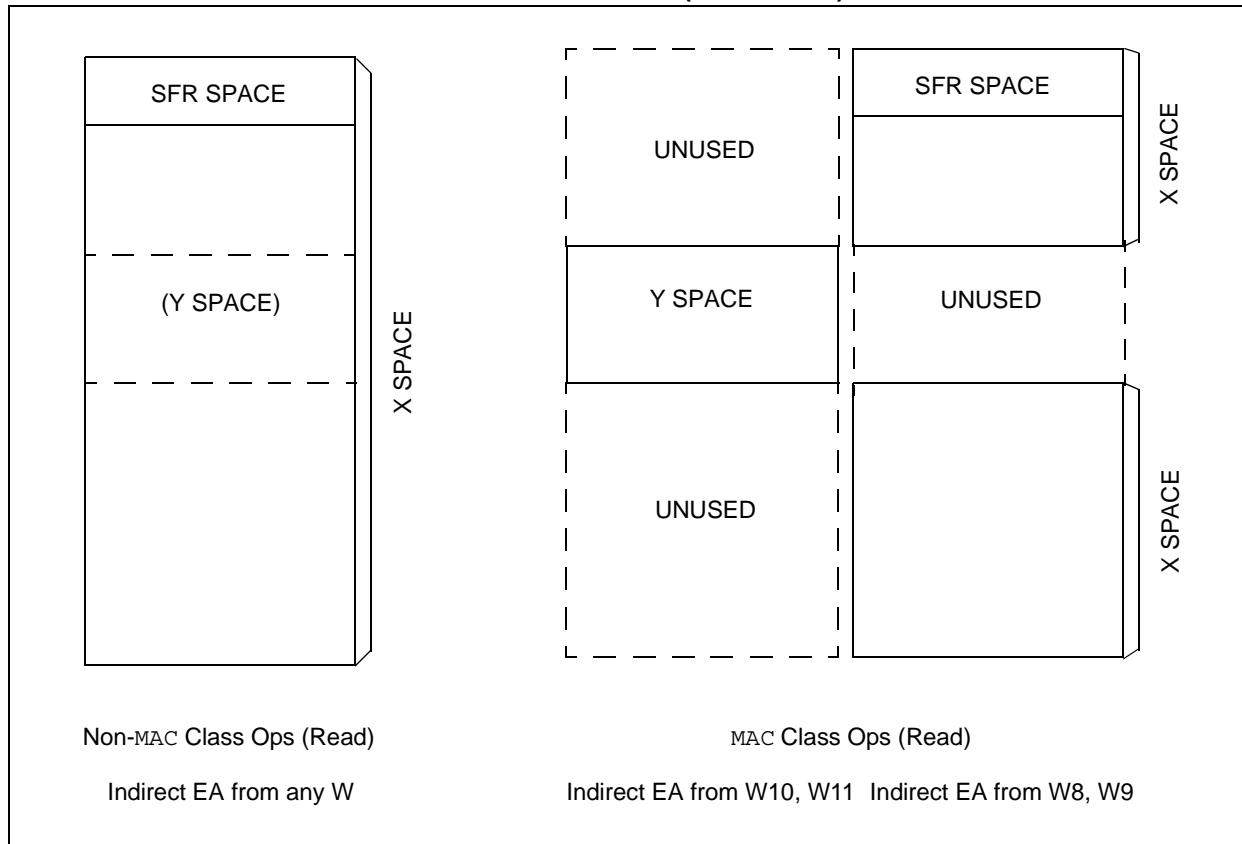 SFR SPACE
(Y SPACE)
X SPACE
Non-MAC Class Ops (Read)
Indirect EA from any W
UNUSED
Y SPACE
UNUSED
SFR SPACE
UNUSED
X SPACE
X SPACE
MAC Class Ops (Read)
Indirect EA from W10, W11 Indirect EA from W8, W9